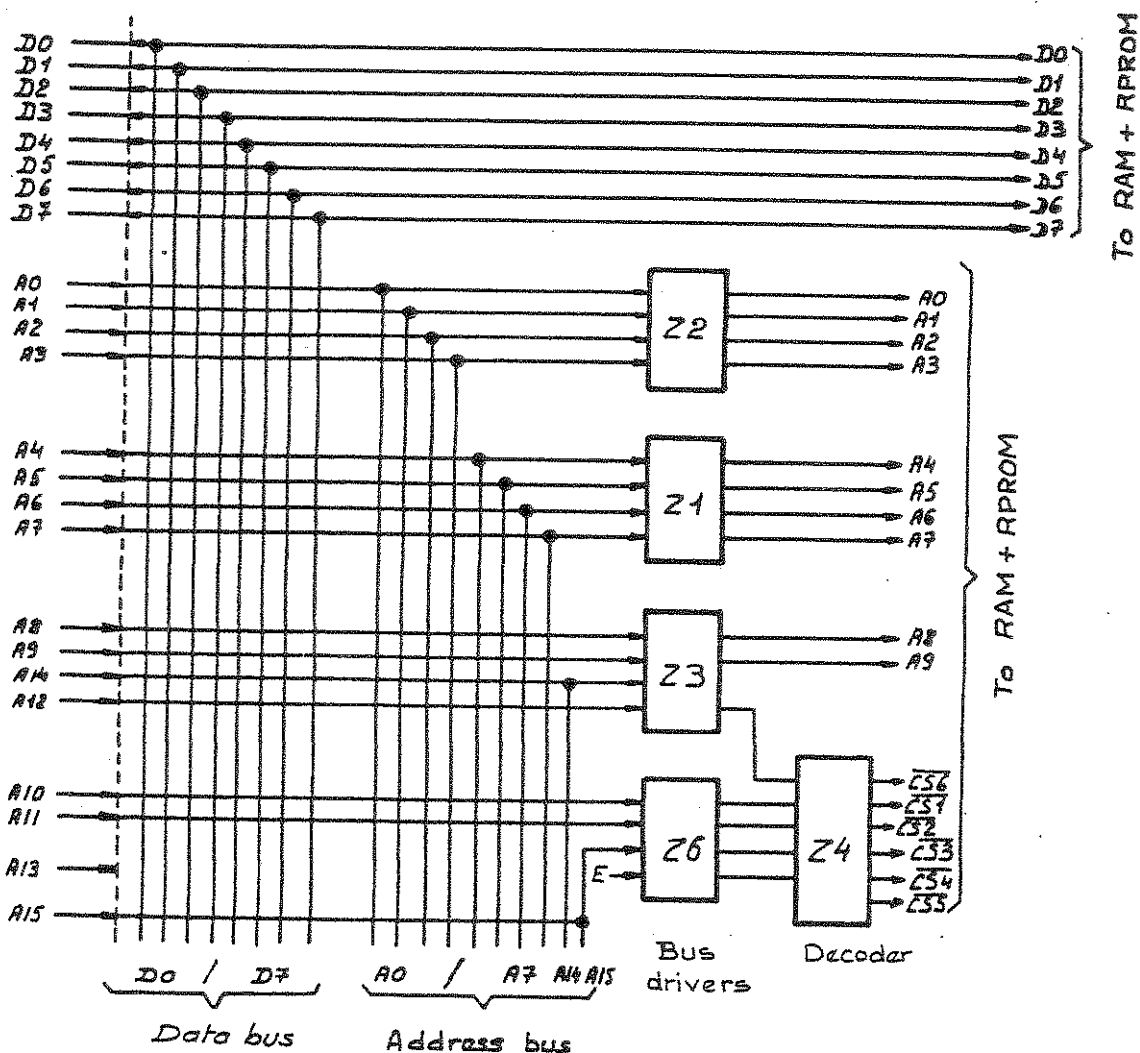 D0
D1
D2
D3
D4
D5
D6
D7
D0
D1
D2
D3
D4
D5
D6
D7
To RAM + RPROM
A0
A1
A2
A3
Z2
A0
A1
A2
A3
A4
A5
A6
A7
Z1
A4
A5
A6
A7
To RAM + RPROM
A8
A9
A14
A12
Z3
A8
A9
A10
A11
A13
A15
E
Z6
Z4
CS6
CS1
CS2
CS3
CS4
CS5
Bus drivers
Decoder
D0 / D7
A0 / A7 A14 A15
Data bus
Address bus